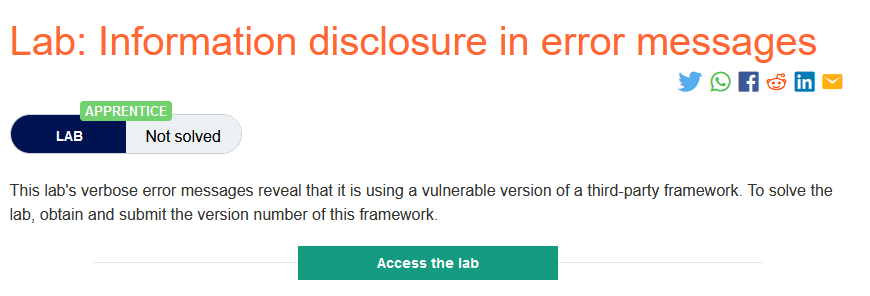 Lab: Information disclosure in error messages
APPRENTICE
LAB
Not solved
This lab's verbose error messages reveal that it is using a vulnerable version of a third-party framework. To solve the
lab, obtain and submit the version number of this framework.
Access the lab